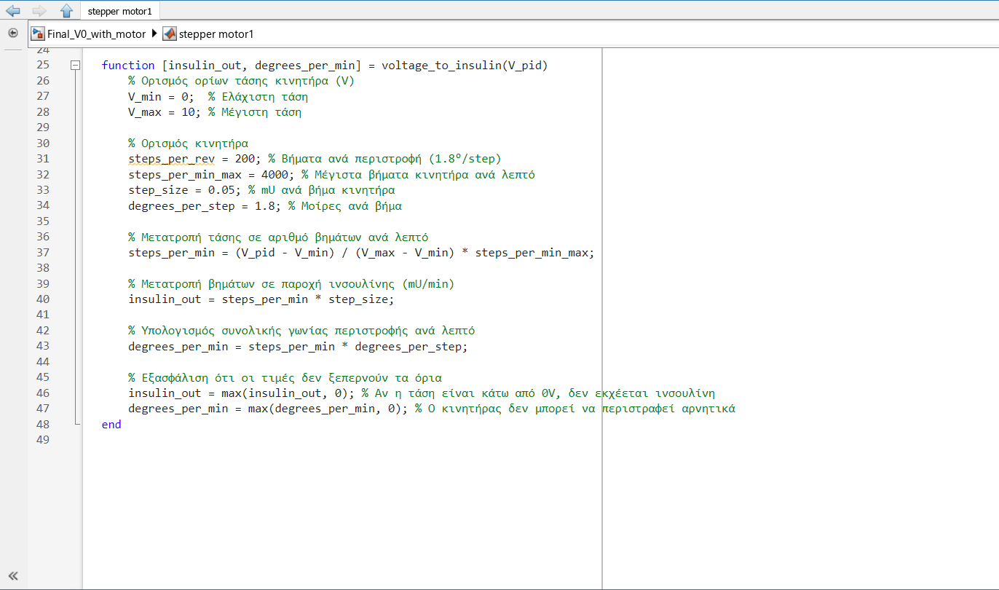 stepper motor1
Final_V0_with_motor stepper motor1
24
25 function [insulin_out, degrees_per_min] = voltage_to_insulin(V_pid)
26 % Ορισμός ορίων τάσης κινητήρα (V)
27 V_min = 0; % Ελάχιστη τάση
28 V_max = 10; % Μέγιστη τάση
29
30 % Ορισμός κινητήρα
31 steps_per_rev = 200; % Βήματα ανά περιστροφή (1.8º/step)
32 steps_per_min_max = 4000; % Μέγιστα βήματα κινητήρα ανά λεπτό
33 step_size = 0.05; % mU ανά βήμα κινητήρα
34 degrees_per_step = 1.8; % Μοίρες ανά βήμα
35
36 % Μετατροπή τάσης σε αριθμό βημάτων ανά λεπτό
37 steps_per_min = (V_pid - V_min) / (V_max - V_min) * steps_per_min_max;
38
39 % Μετατροπή βημάτων σε παροχή ινσουλίνης (mU/min)
40 insulin_out = steps_per_min * step_size;
41
42 % Υπολογισμός συνολικής γωνίας περιστροφής ανά λεπτό
43 degrees_per_min = steps_per_min * degrees_per_step;
44
45 % Εξασφάλιση ότι οι τιμές δεν ξεπερνούν τα όρια
46 insulin_out = max(insulin_out, 0); % Αν η τάση είναι κάτω από 0V, δεν εκχέεται ινσουλίνη
47 degrees_per_min = max(degrees_per_min, 0); % Ο κινητήρας δεν μπορεί να περιστραφεί αρνητικά
48 end
49